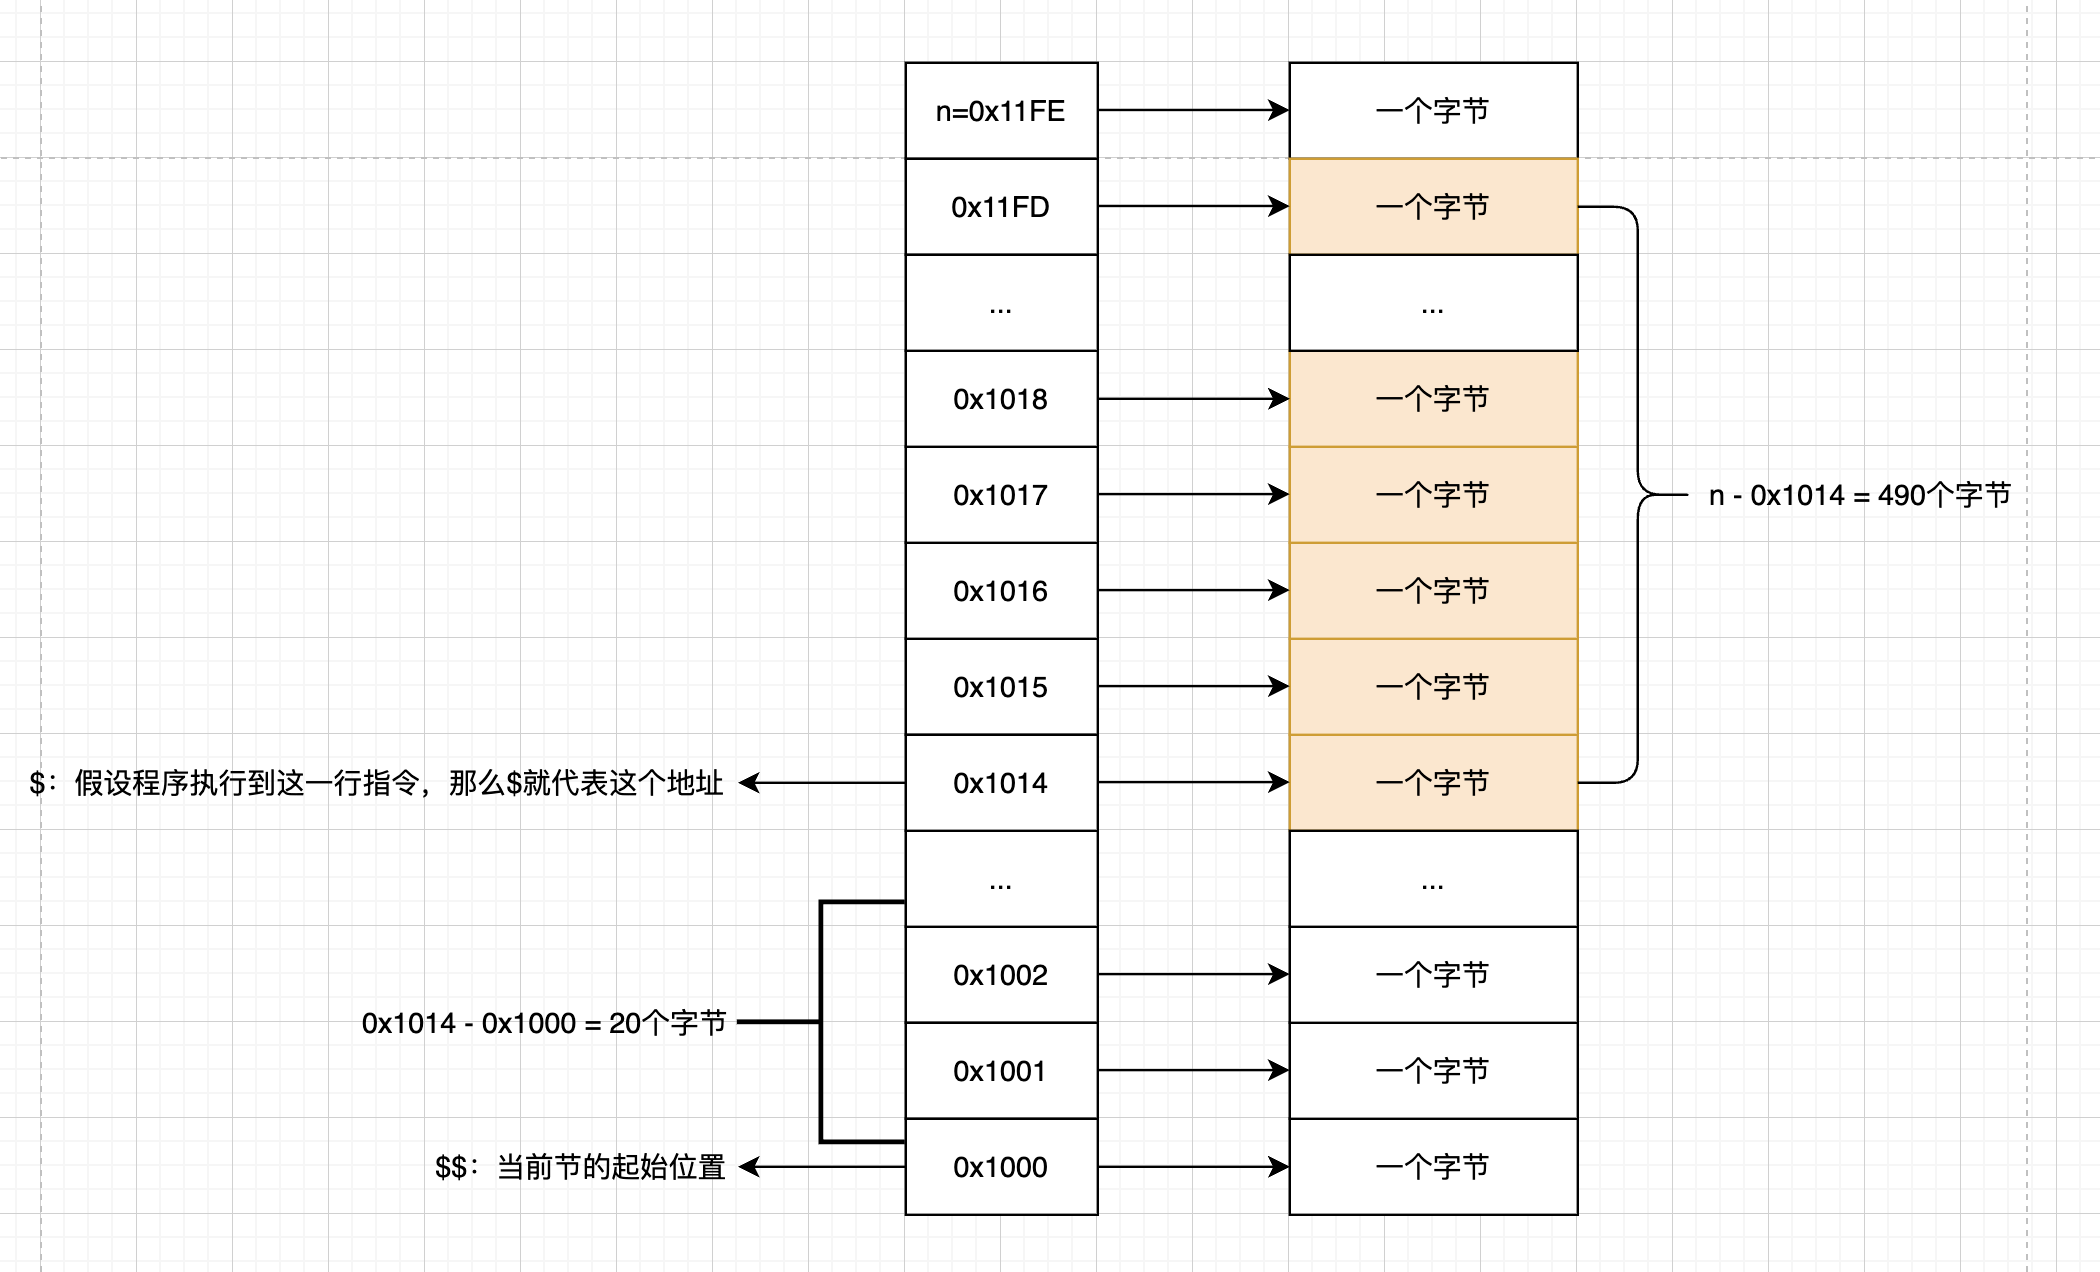 n=0x11FE
一个字节
0x11FD
一个字节
...
...
0x1018
一个字节
0x1017
一个字节
n - 0x1014 = 490个字节
0x1016
一个字节
0x1015
一个字节
$：假设程序执行到这一行指令，那么$就代表这个地址
0x1014
一个字节
...
...
0x1002
一个字节
0x1014 - 0x1000 = 20个字节
0x1001
一个字节
$$：当前节的起始位置
0x1000
一个字节